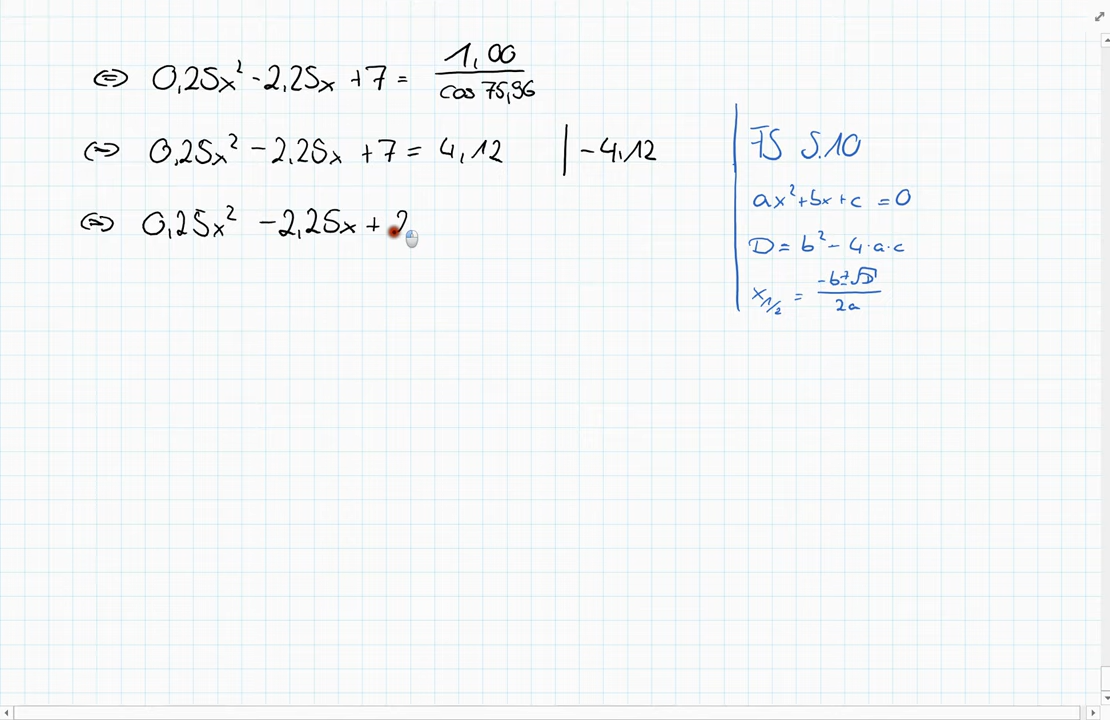 ⇔ 0,25x² - 2,25x + 7 = 1,00 / cos 75,96
⇔ 0,25x² - 2,25x + 7 = 4,12 | - 4,12
⇔ 0,25x² - 2,25x + 2
FS S.10
ax² + bx + c = 0
D = b² - 4·a·c
x₁/₂ = -b±√D / 2a